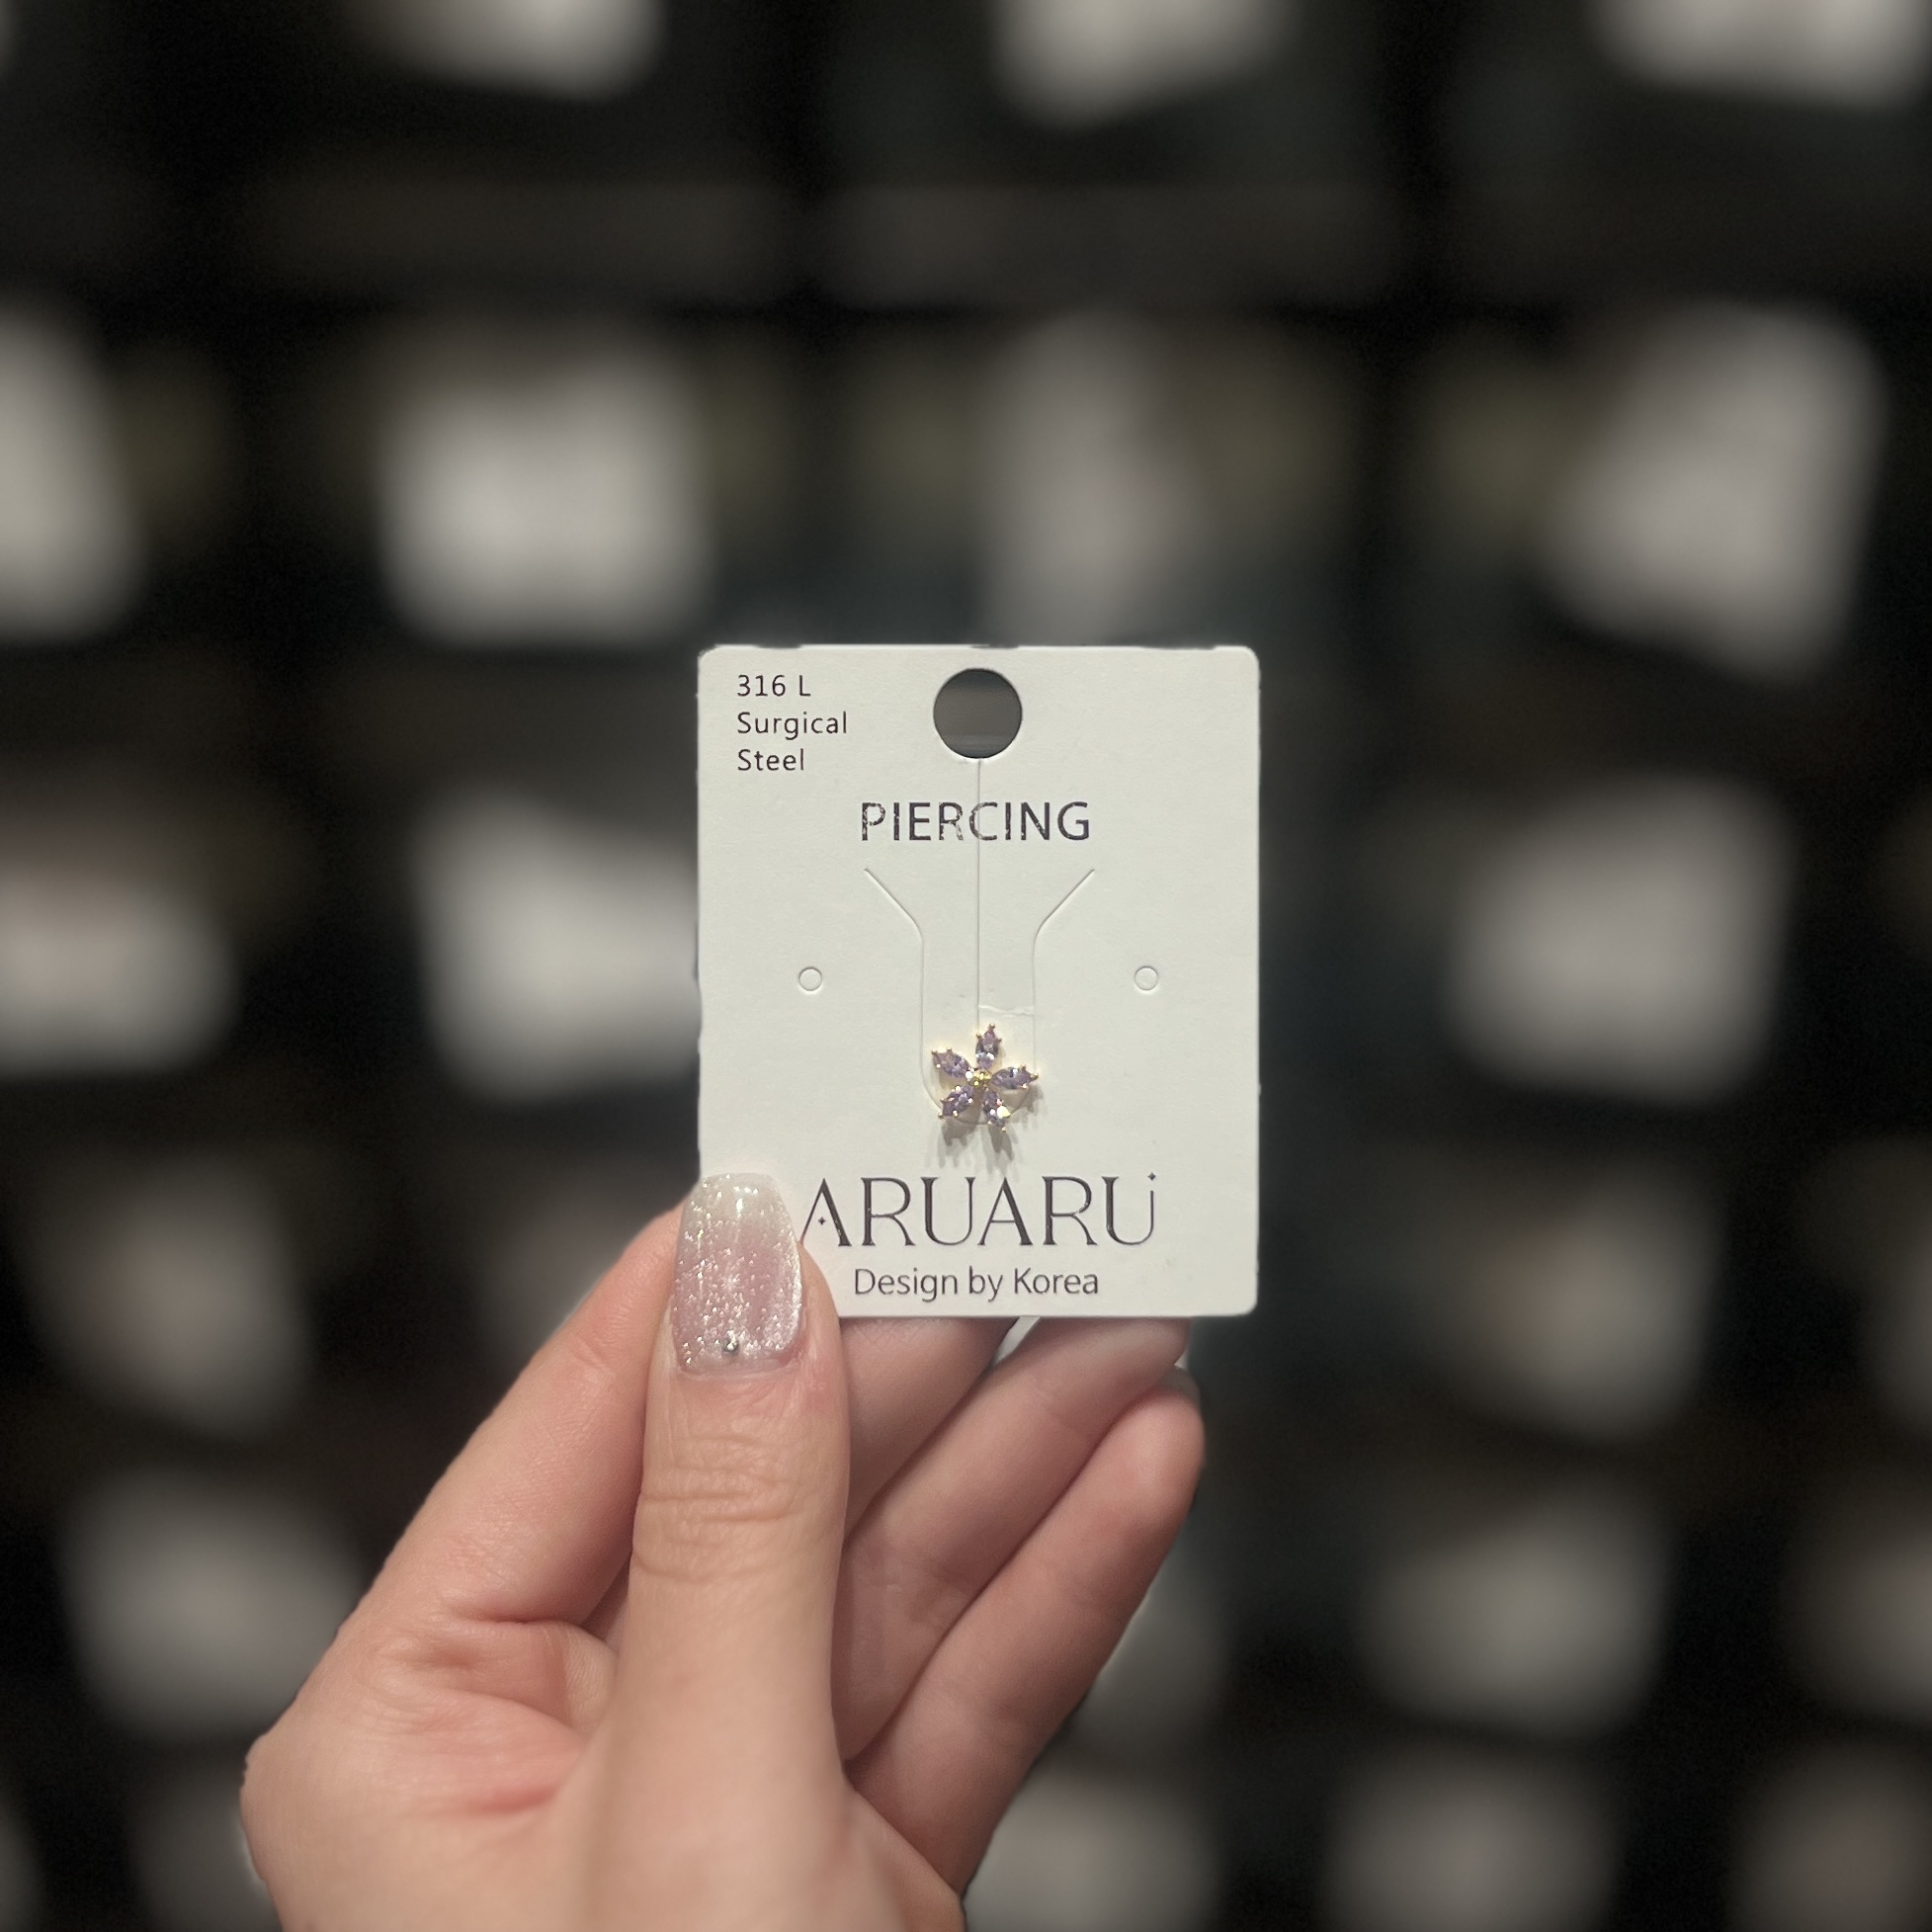 316 L
Surgical
Steel
PIERCING
ARUARU
Design by Korea